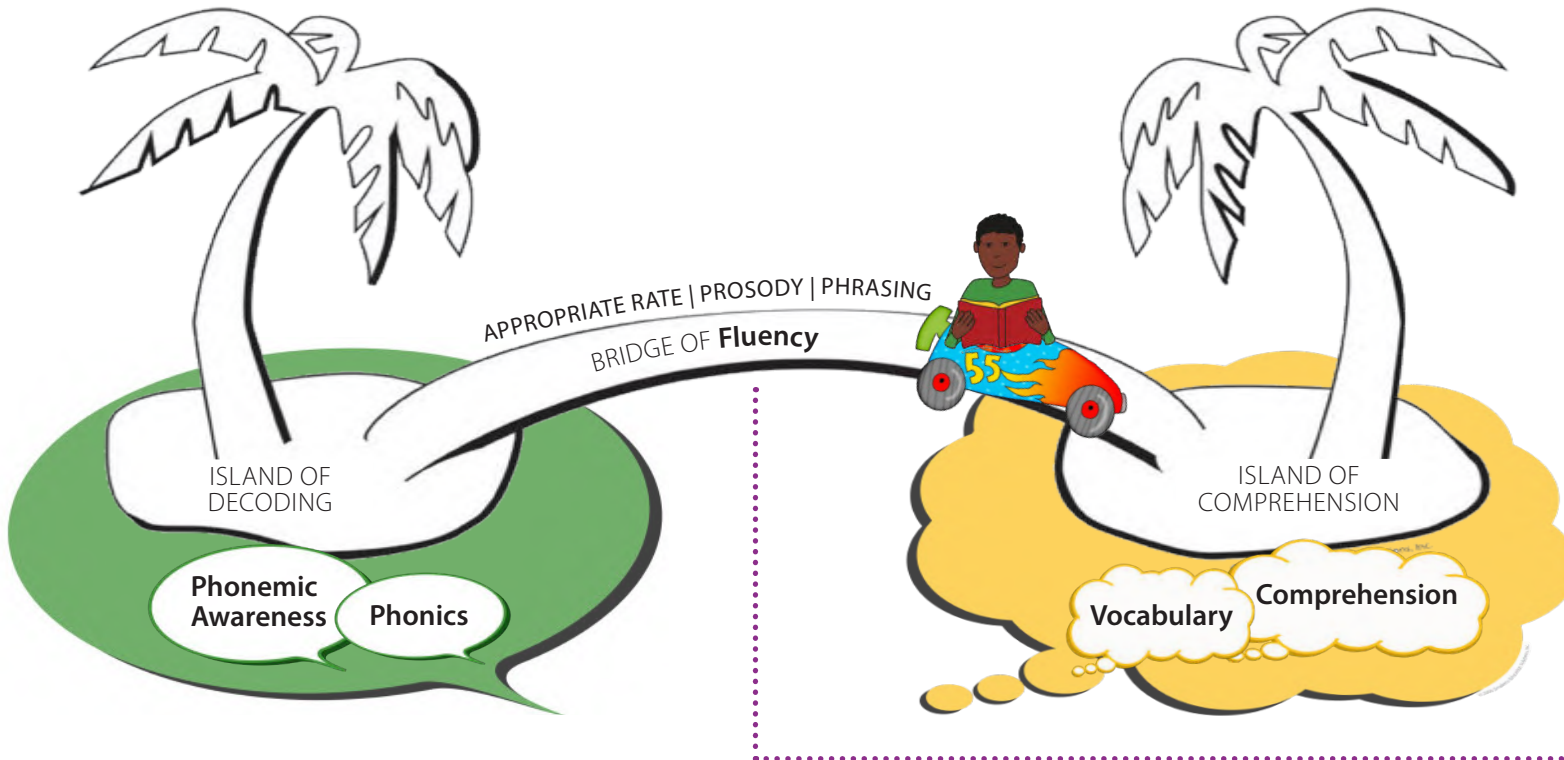 APPROPRIATE RATE | PROSODY | PHRASING
BRIDGE OF Fluency
55
ISLAND OF
DECODING
ISLAND OF
COMPREHENSION
Phonemic
Awareness
Phonics
Vocabulary
Comprehension